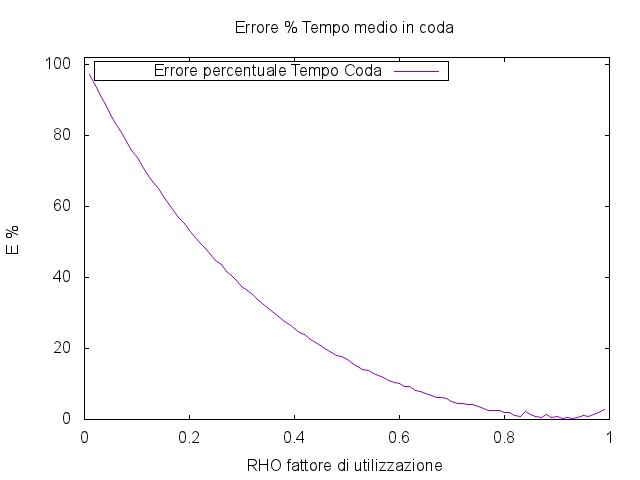 Errore % Tempo medio in coda
Errore percentuale Tempo Coda
100
80
60
40
20
0
E %
0 0.2 0.4 0.6 0.8 1
RHO fattore di utilizzazione